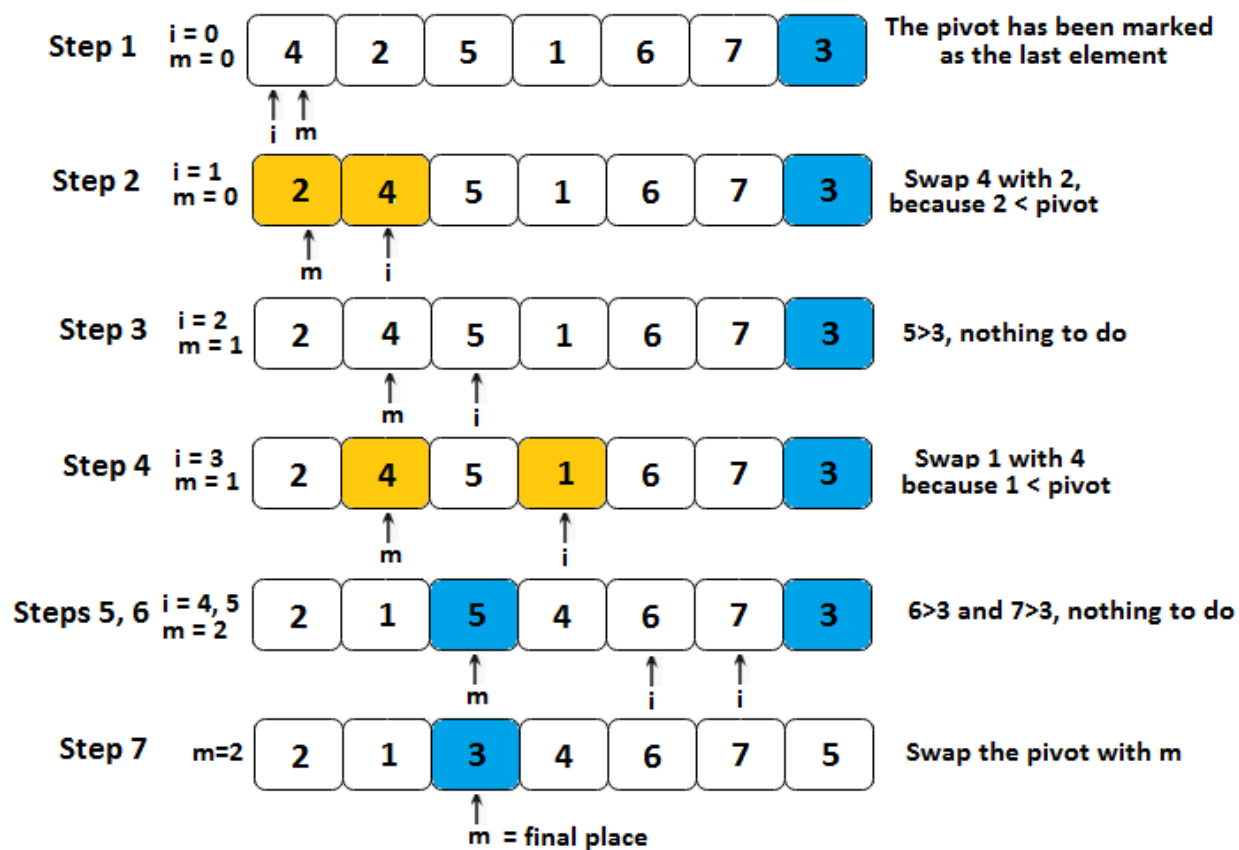 Step 1
i = 0
m = 0
4 2 5 1 6 7 3
The pivot has been marked
as the last element
i m
Step 2
i = 1
m = 0
2 4 5 1 6 7 3
Swap 4 with 2,
because 2 < pivot
m i
Step 3
i = 2
m = 1
2 4 5 1 6 7 3
5>3, nothing to do
m i
Step 4
i = 3
m = 1
2 4 5 1 6 7 3
Swap 1 with 4
because 1 < pivot
m i
Steps 5, 6
i = 4, 5
m = 2
2 1 5 4 6 7 3
6>3 and 7>3, nothing to do
m i i
Step 7
m=2
2 1 3 4 6 7 5
Swap the pivot with m
m = final place